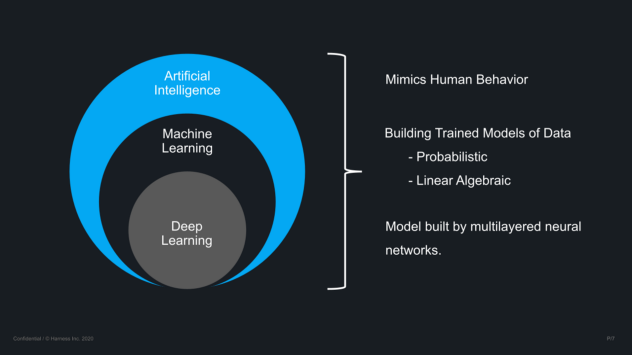 Artificial
Intelligence
Machine
Learning
Deep
Learning
Mimics Human Behavior
Building Trained Models of Data
- Probabilistic
- Linear Algebraic
Model built by multilayered neural
networks.
Confidential | © Harness Inc. 2020